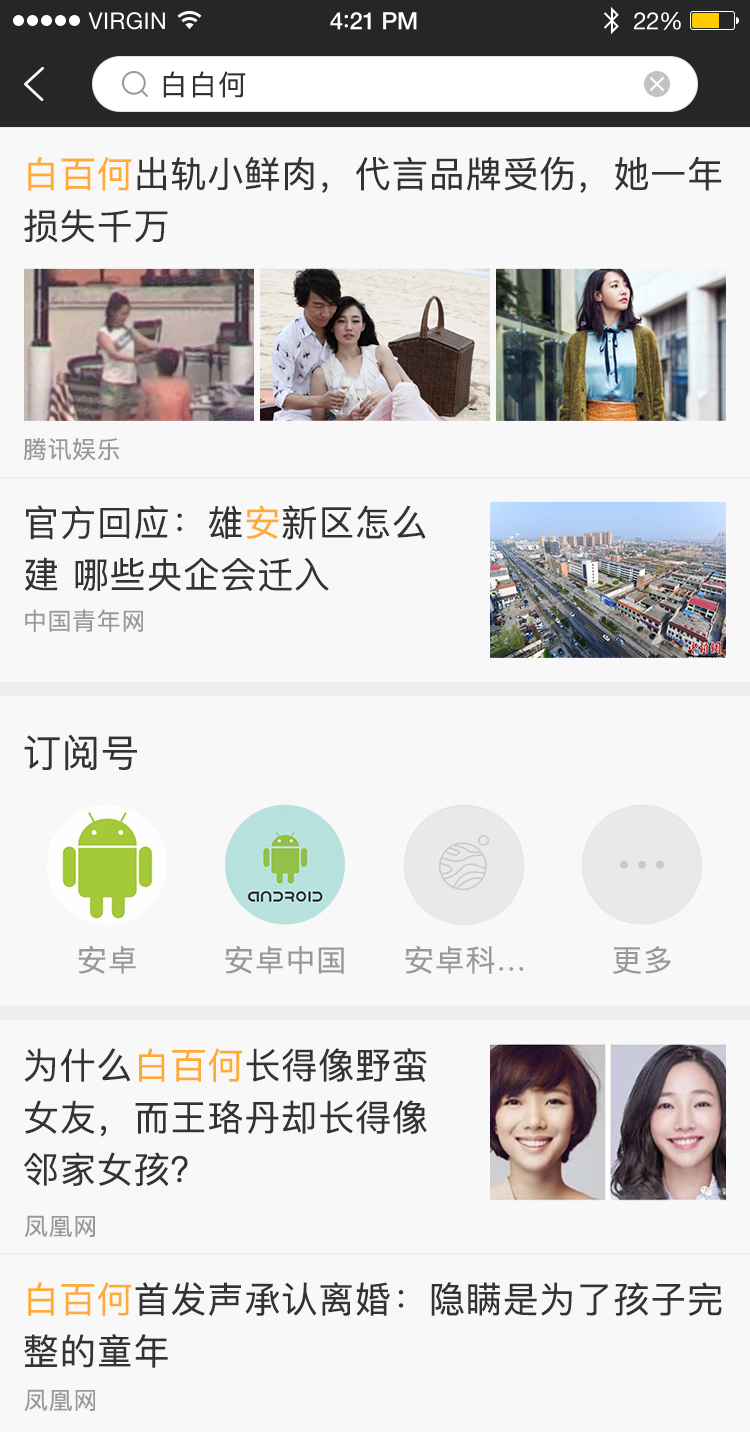 VIRGIN 4:21 PM 22%
白白何
白百何出轨小鲜肉，代言品牌受伤，她一年
损失千万
腾讯娱乐
官方回应：雄安新区怎么
建 哪些央企会迁入
中国青年网
中新网
订阅号
ANDROID
安卓 安卓中国 安卓科... 更多
为什么白百何长得像野蛮
女友，而王珞丹却长得像
邻家女孩？
凤凰网
白百何首发声承认离婚：隐瞒是为了孩子完
整的童年
凤凰网